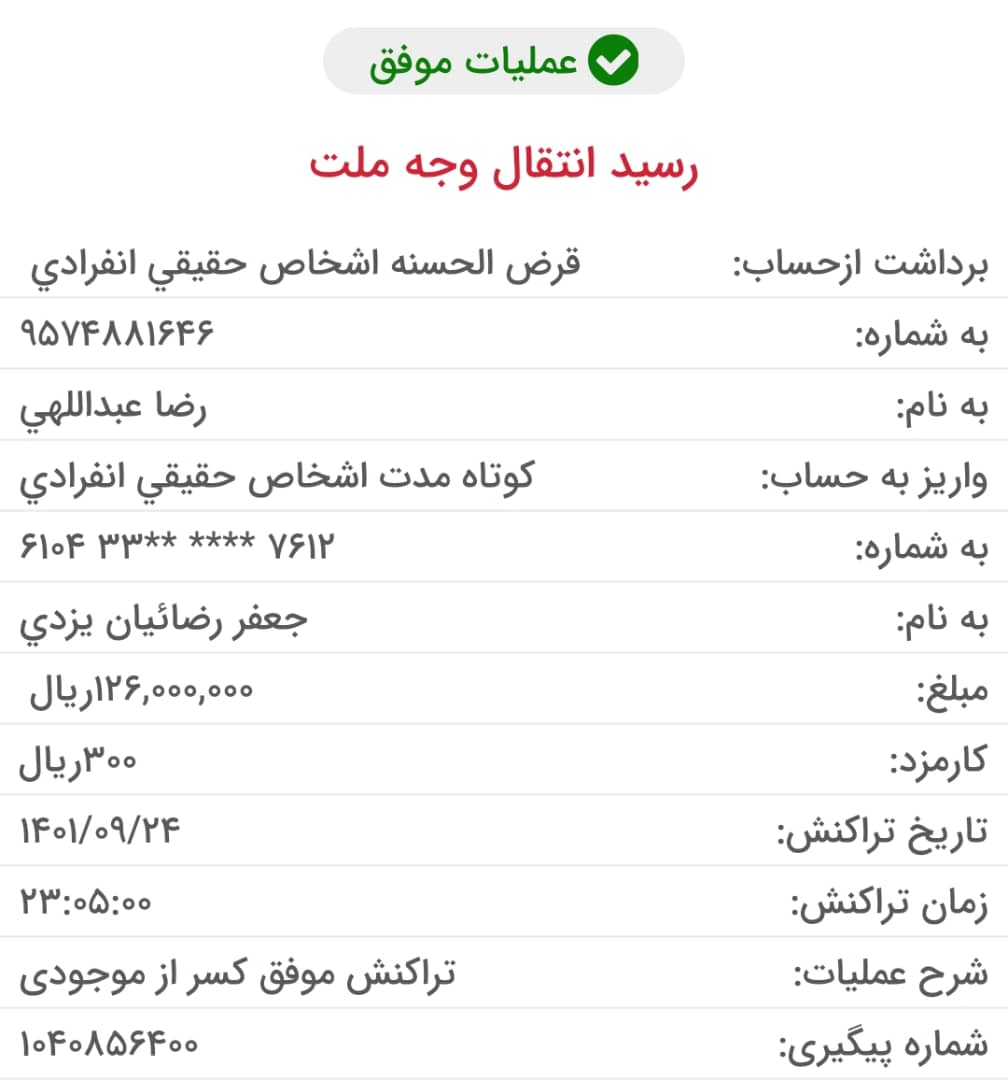 عملیات موفق
رسید انتقال وجه ملت
برداشت ازحساب: قرض الحسنه اشخاص حقيقي انفرادي
به شماره: ۹۵۷۴۸۸۱۶۴۶
به نام: رضا عبداللهي
واریز به حساب: کوتاه مدت اشخاص حقيقي انفرادي
به شماره: ۶۱۰۴ ۳۳** **** ۷۶۱۲
به نام: جعفر رضائيان يزدي
مبلغ: ۱۲۶,۰۰۰,۰۰۰ریال
کارمزد: ۳۰۰ریال
تاریخ تراکنش: ۱۴۰۱/۰۹/۲۴
زمان تراکنش: ۲۳:۰۵:۰۰
شرح عملیات: تراکنش موفق کسر از موجودی
شماره پیگیری: ۱۰۴۰۸۵۶۴۰۰